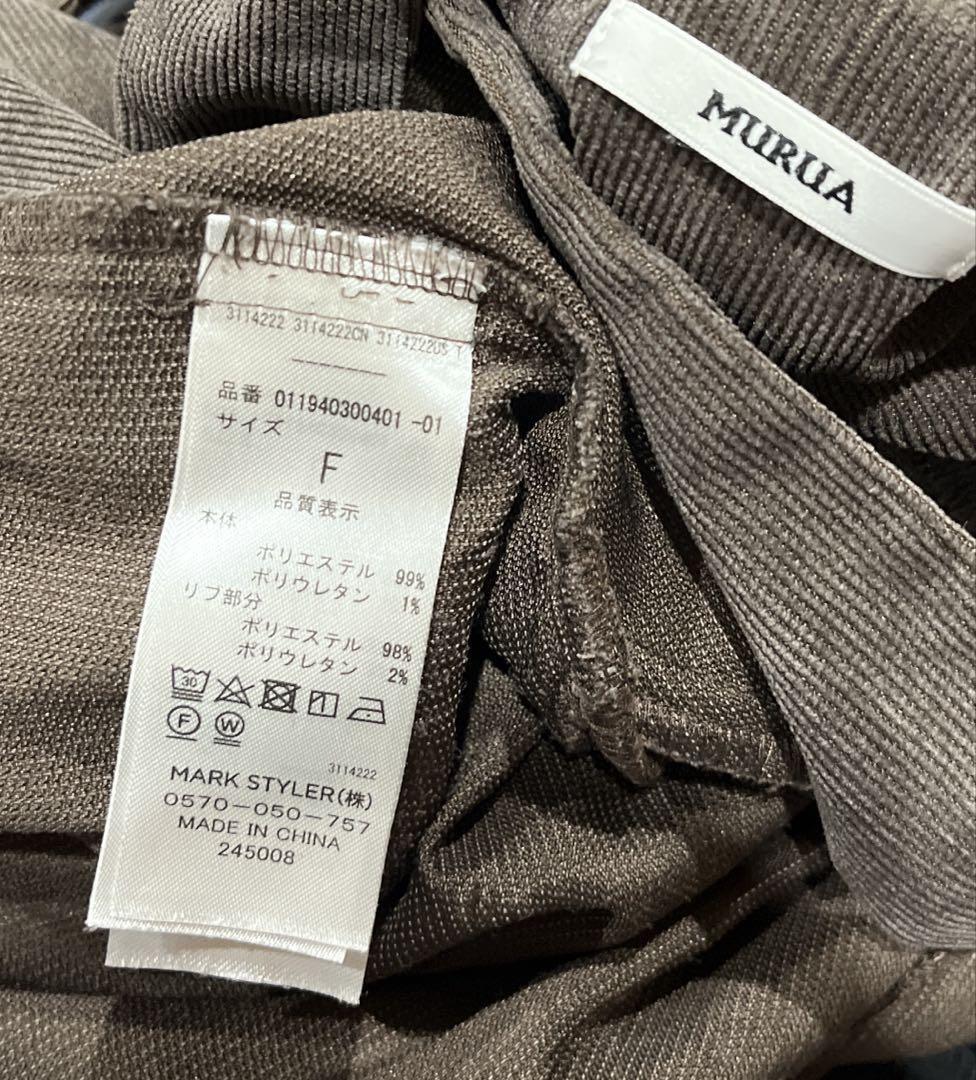 MURUA
3114222 3114222CN 3114222US T
品番 011940300401 -01
サイズ
F
品質表示
本体
ポリエステル 99%
ポリウレタン 1%
リブ部分
ポリエステル 98%
ポリウレタン 2%
30
F W
3114222
MARK STYLER(株)
0570-050-757
MADE IN CHINA
245008